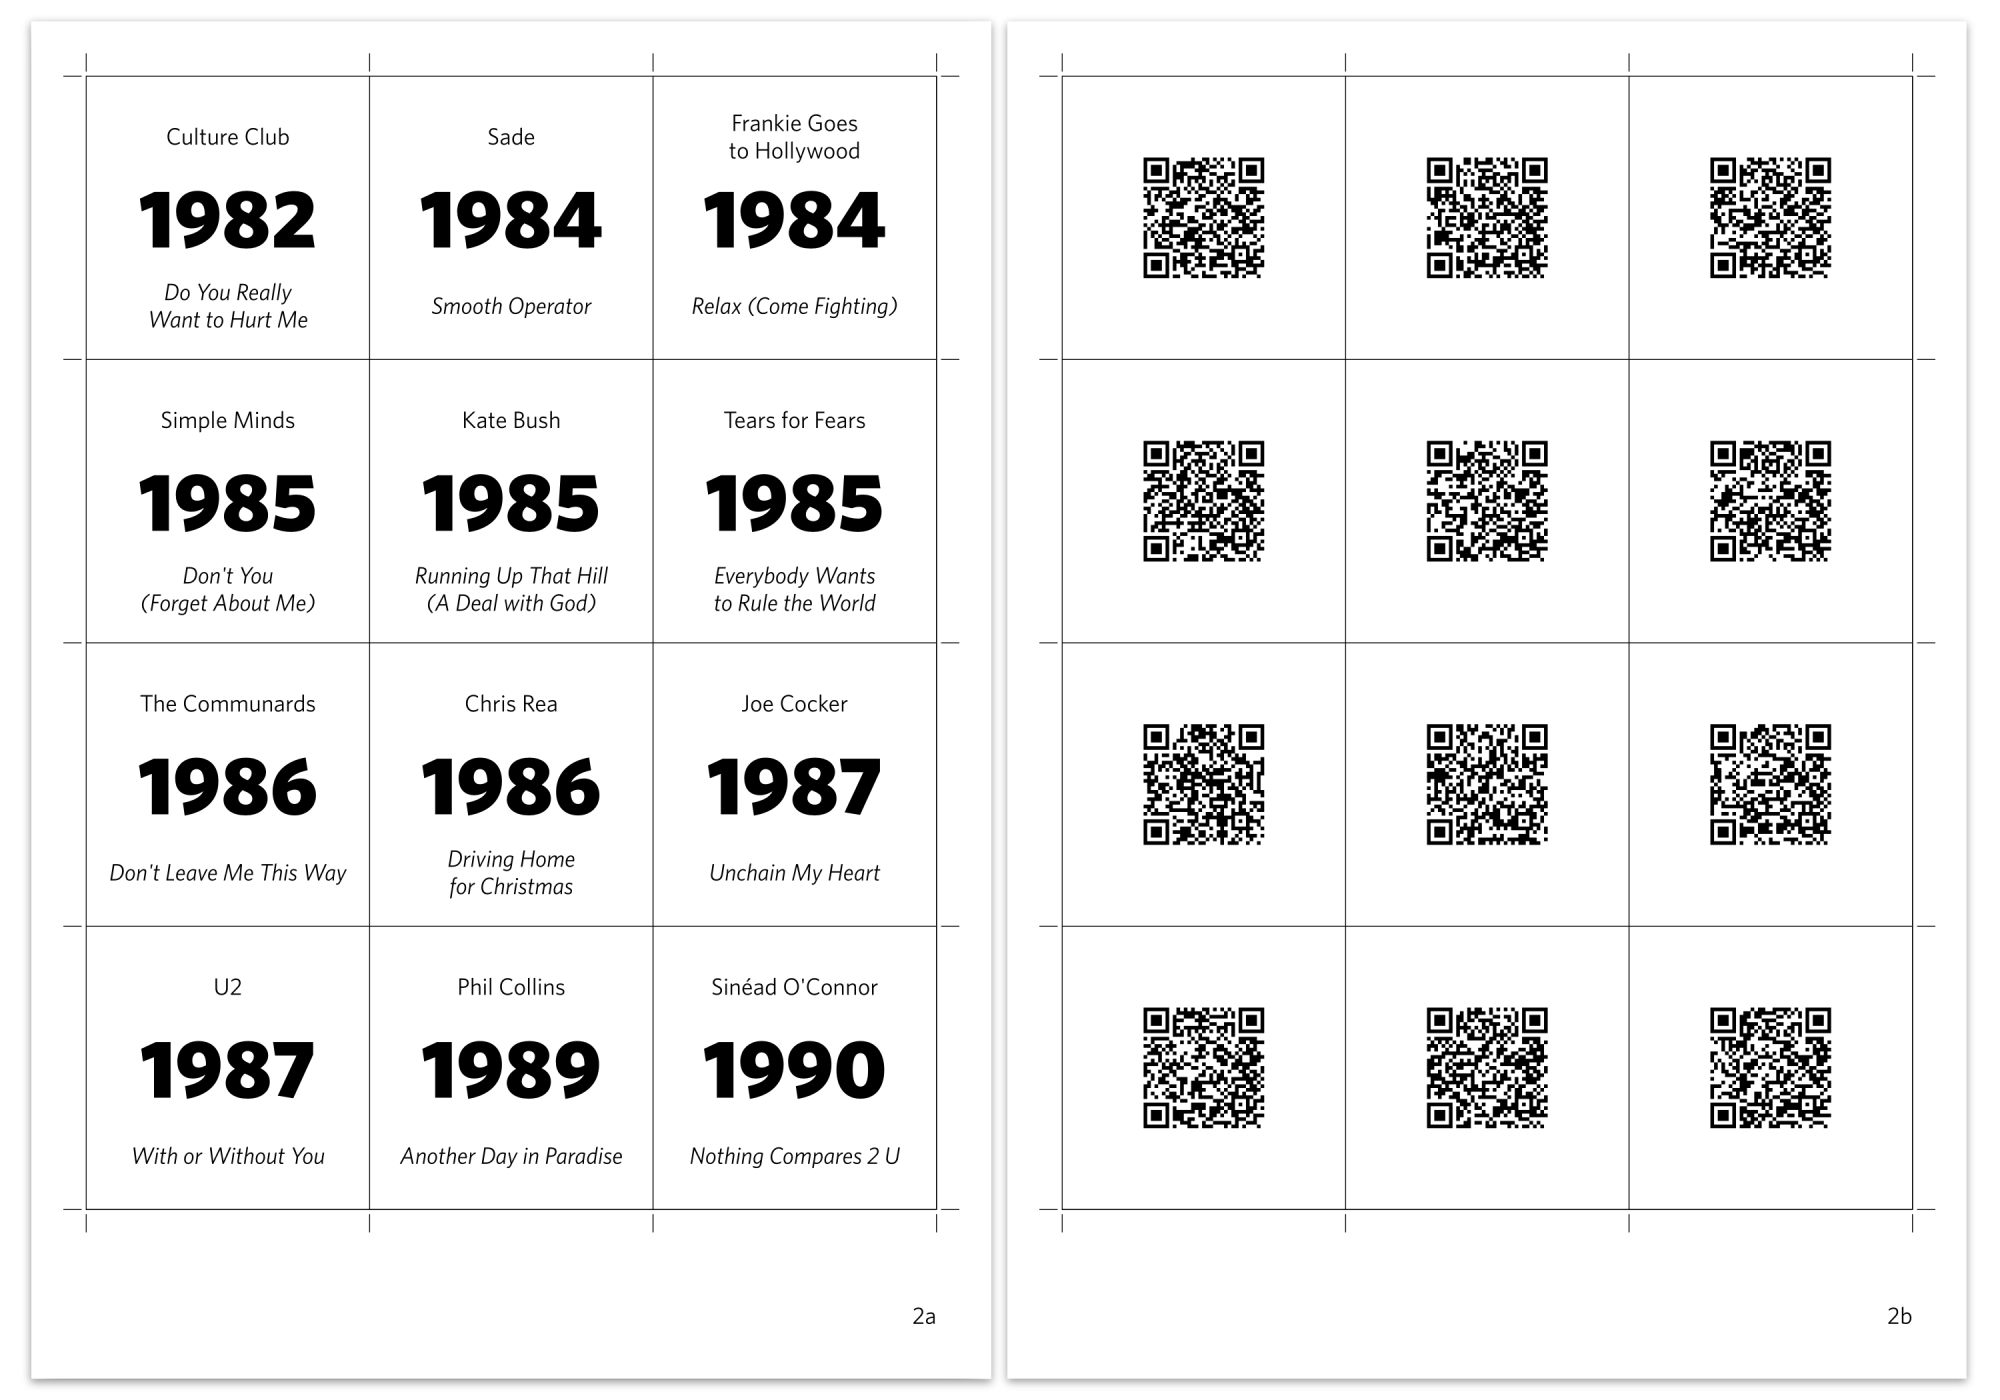 Culture Club
1982
Do You Really
Want to Hurt Me
Sade
1984
Smooth Operator
Frankie Goes
to Hollywood
1984
Relax (Come Fighting)
Simple Minds
1985
Don't You
(Forget About Me)
Kate Bush
1985
Running Up That Hill
(A Deal with God)
Tears for Fears
1985
Everybody Wants
to Rule the World
The Communards
1986
Don't Leave Me This Way
Chris Rea
1986
Driving Home
for Christmas
Joe Cocker
1987
Unchain My Heart
U2
1987
With or Without You
Phil Collins
1989
Another Day in Paradise
Sinéad O'Connor
1990
Nothing Compares 2 U
2a
2b